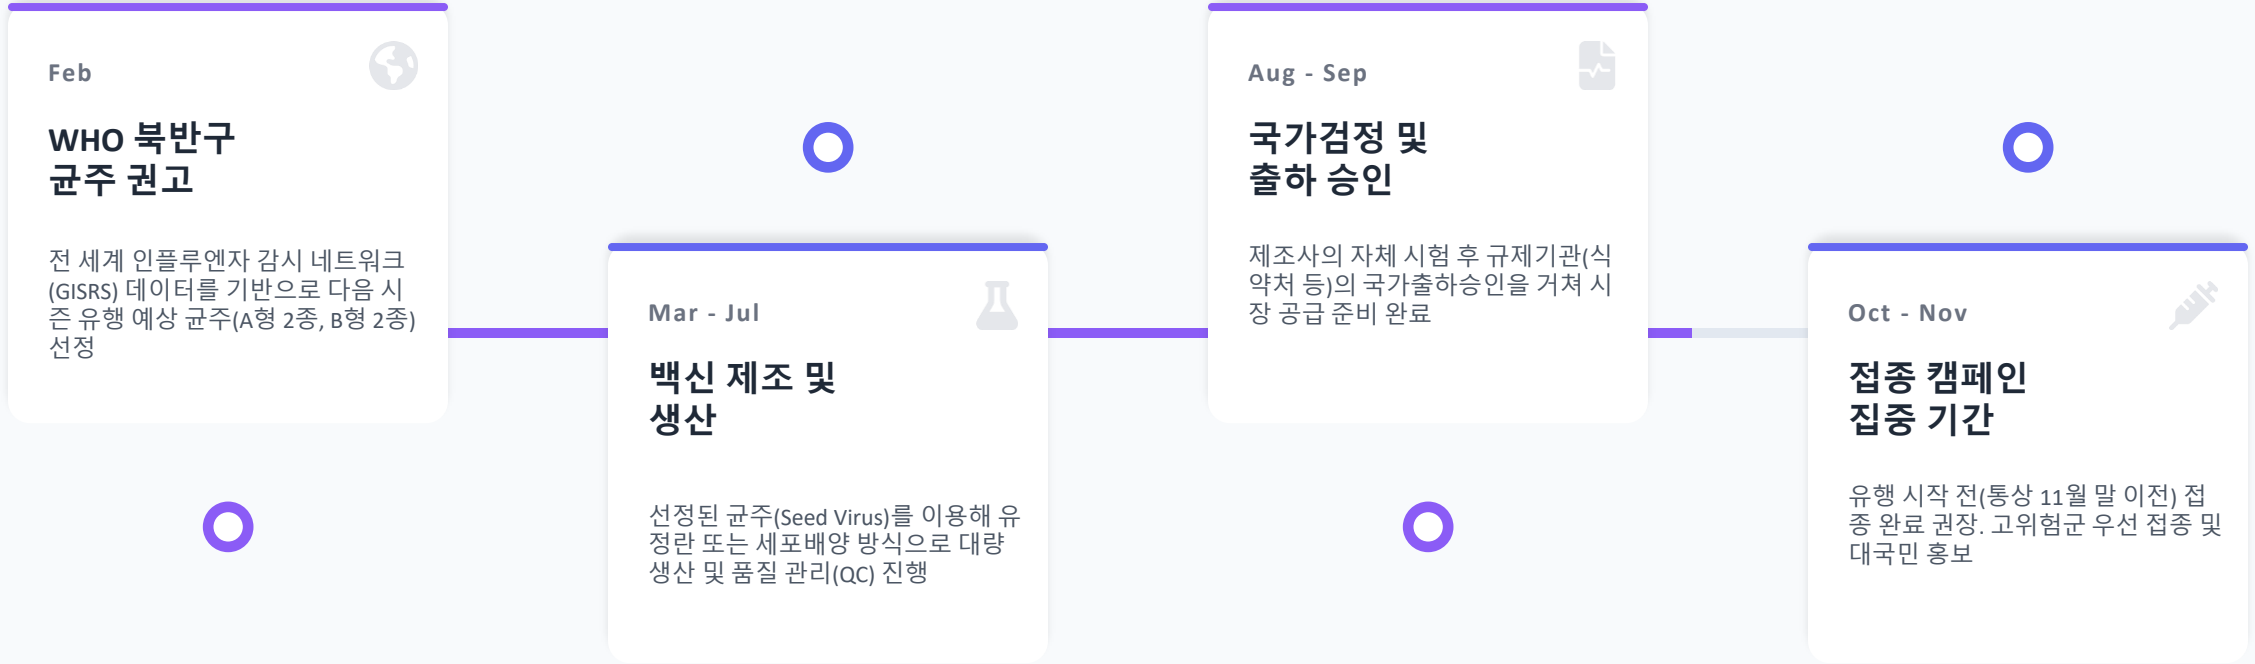 Feb
WHO 북반구
균주 권고
전 세계 인플루엔자 감시 네트워크
(GISRS) 데이터를 기반으로 다음 시
즌 유행 예상 균주(A형 2종, B형 2종)
선정
Mar - Jul
백신 제조 및
생산
선정된 균주(Seed Virus)를 이용해 유
정란 또는 세포배양 방식으로 대량
생산 및 품질 관리(QC) 진행
Aug - Sep
국가검정 및
출하 승인
제조사의 자체 시험 후 규제기관(식
약처 등)의 국가출하승인을 거쳐 시
장 공급 준비 완료
Oct - Nov
접종 캠페인
집중 기간
유행 시작 전(통상 11월 말 이전) 접
종 완료 권장. 고위험군 우선 접종 및
대국민 홍보